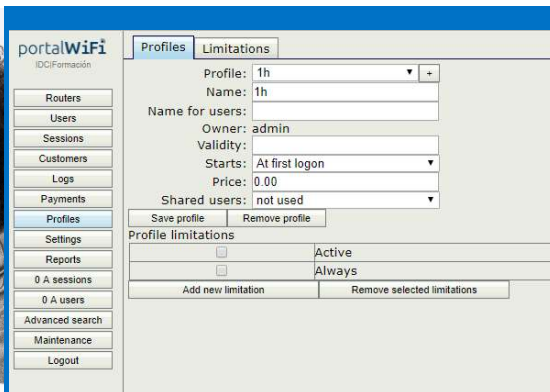 portalWiFi
IDCiFormación
Routers
Users
Sessions
Customers
Logs
Payments
Profiles
Settings
Reports
0 A sessions
0 A users
Advanced search
Maintenance
Logout
Profiles Limitations
Profile: 1h +
Name: 1h
Name for users:
Owner: admin
Validity:
Starts: At first logon
Price: 0.00
Shared users: not used
Save profile Remove profile
Profile limitations
Active
Always
Add new limitation Remove selected limitations